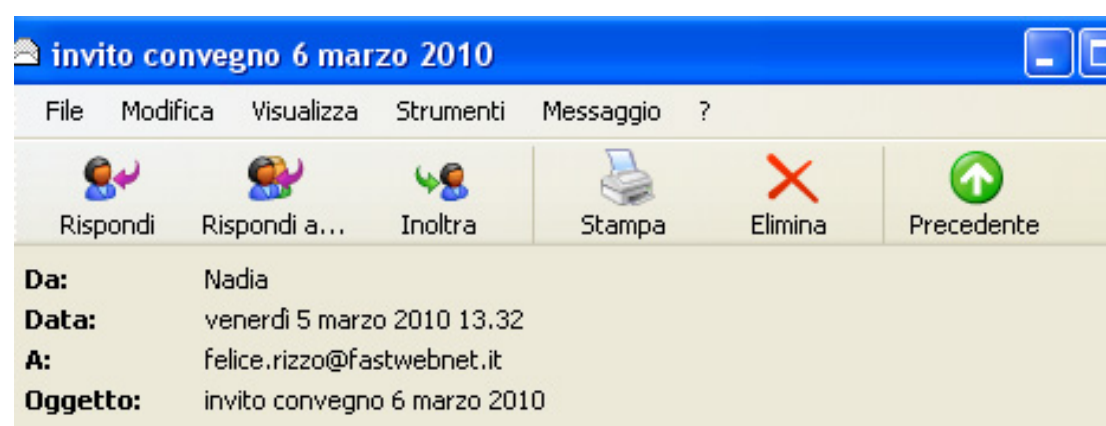 invito convegno 6 marzo 2010
File Modifica Visualizza Strumenti Messaggio ?
Rispondi Rispondi a... Inoltra Stampa Elimina Precedente
Da: Nadia
Data: venerdì 5 marzo 2010 13.32
A: felice.rizzo@fastwebnet.it
Oggetto: invito convegno 6 marzo 2010